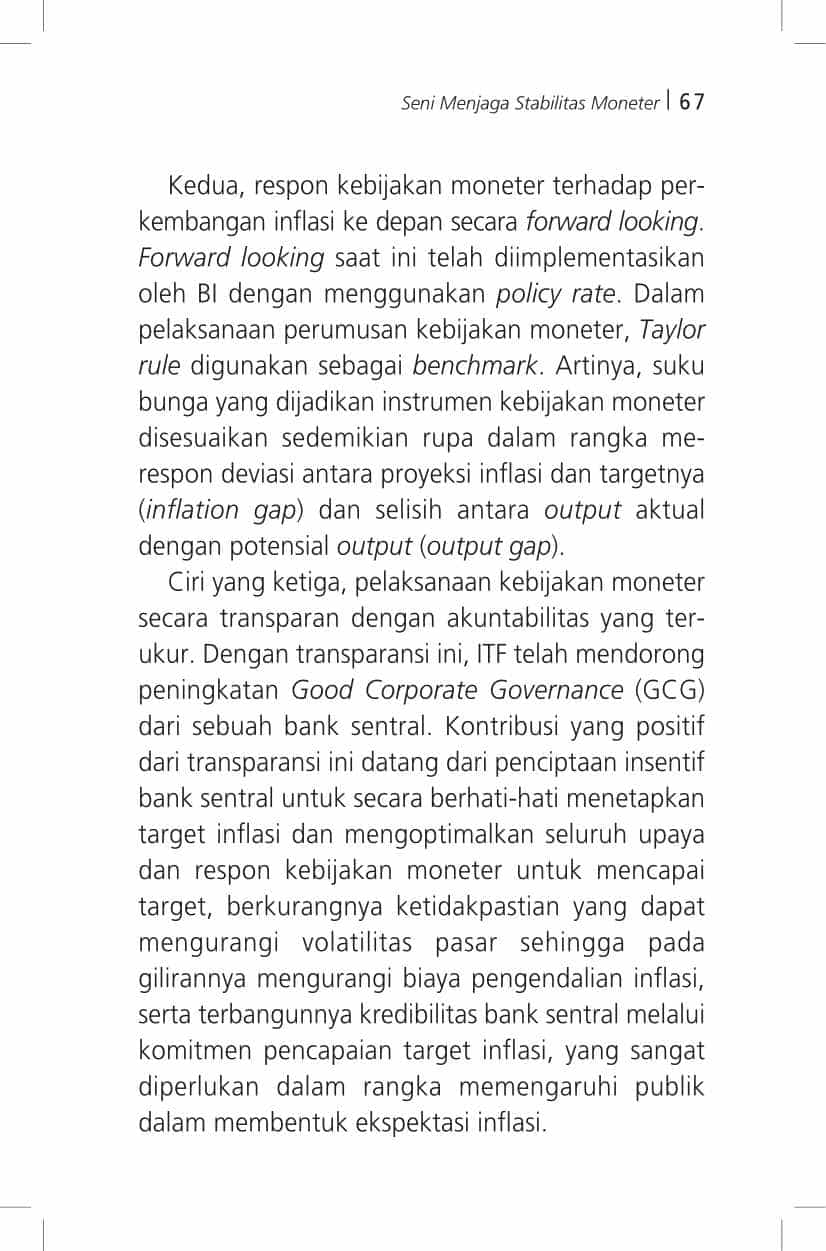 Seni Menjaga Stabilitas Moneter | 67
Kedua, respon kebijakan moneter terhadap per-
kembangan inflasi ke depan secara forward looking.
Forward looking saat ini telah diimplementasikan
oleh BI dengan menggunakan policy rate. Dalam
pelaksanaan perumusan kebijakan moneter, Taylor
rule digunakan sebagai benchmark. Artinya, suku
bunga yang dijadikan instrumen kebijakan moneter
disesuaikan sedemikian rupa dalam rangka me-
respon deviasi antara proyeksi inflasi dan targetnya
(inflation gap) dan selisih antara output aktual
dengan potensial output (output gap).
Ciri yang ketiga, pelaksanaan kebijakan moneter
secara transparan dengan akuntabilitas yang ter-
ukur. Dengan transparansi ini, ITF telah mendorong
peningkatan Good Corporate Governance (GCG)
dari sebuah bank sentral. Kontribusi yang positif
dari transparansi ini datang dari penciptaan insentif
bank sentral untuk secara berhati-hati menetapkan
target inflasi dan mengoptimalkan seluruh upaya
dan respon kebijakan moneter untuk mencapai
target, berkurangnya ketidakpastian yang dapat
mengurangi volatilitas pasar sehingga pada
gilirannya mengurangi biaya pengendalian inflasi,
serta terbangunnya kredibilitas bank sentral melalui
komitmen pencapaian target inflasi, yang sangat
diperlukan dalam rangka memengaruhi publik
dalam membentuk ekspektasi inflasi.